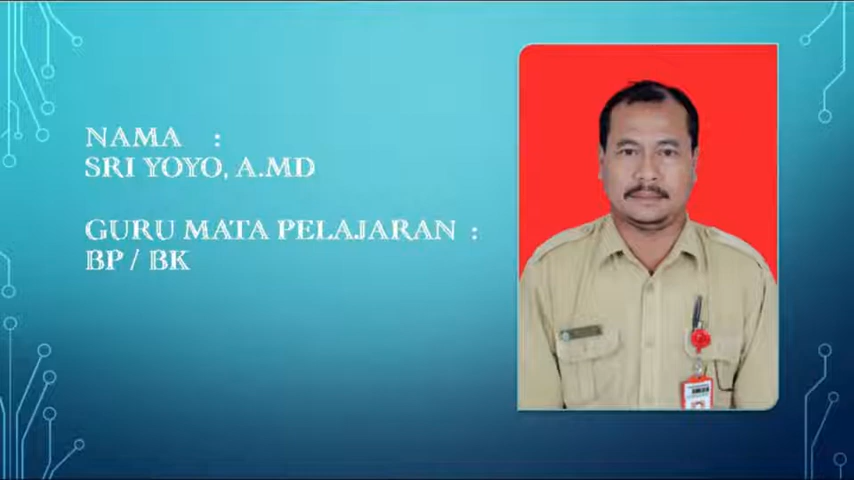 NAMA :
SRI YOYO, A.MD
GURU MATA PELAJARAN :
BP / BK